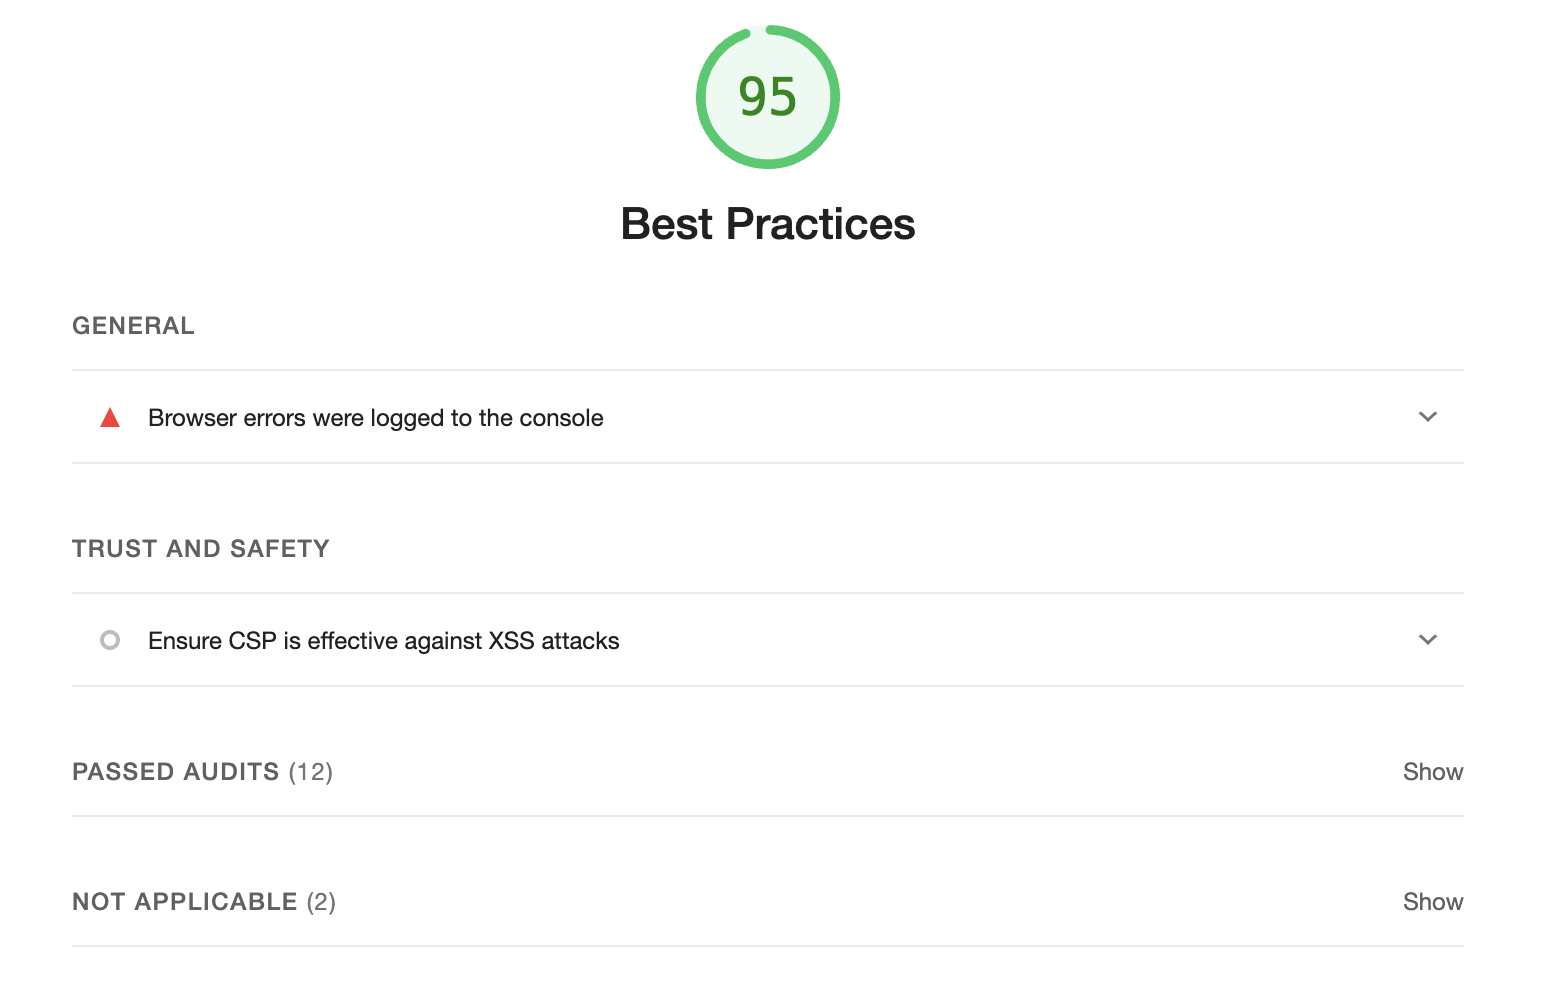 95
Best Practices
GENERAL
Browser errors were logged to the console
TRUST AND SAFETY
Ensure CSP is effective against XSS attacks
PASSED AUDITS (12) Show
NOT APPLICABLE (2) Show